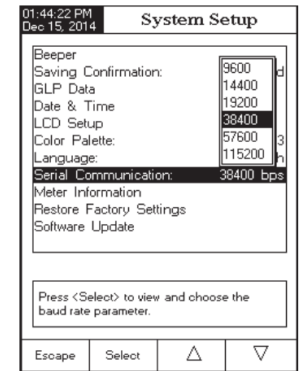 01:44:22 PM
Dec 15, 2014
System Setup
Beeper
Saving Confirmation: d
GLP Data
Date & Time
LCD Setup
Color Palette: 3
Language: h
Serial Communication: 38400 bps
Meter Information
Restore Factory Settings
Software Update
9600
14400
19200
38400
57600
115200
Press <Select> to view and choose the
baud rate parameter.
Escape Select △ ▽